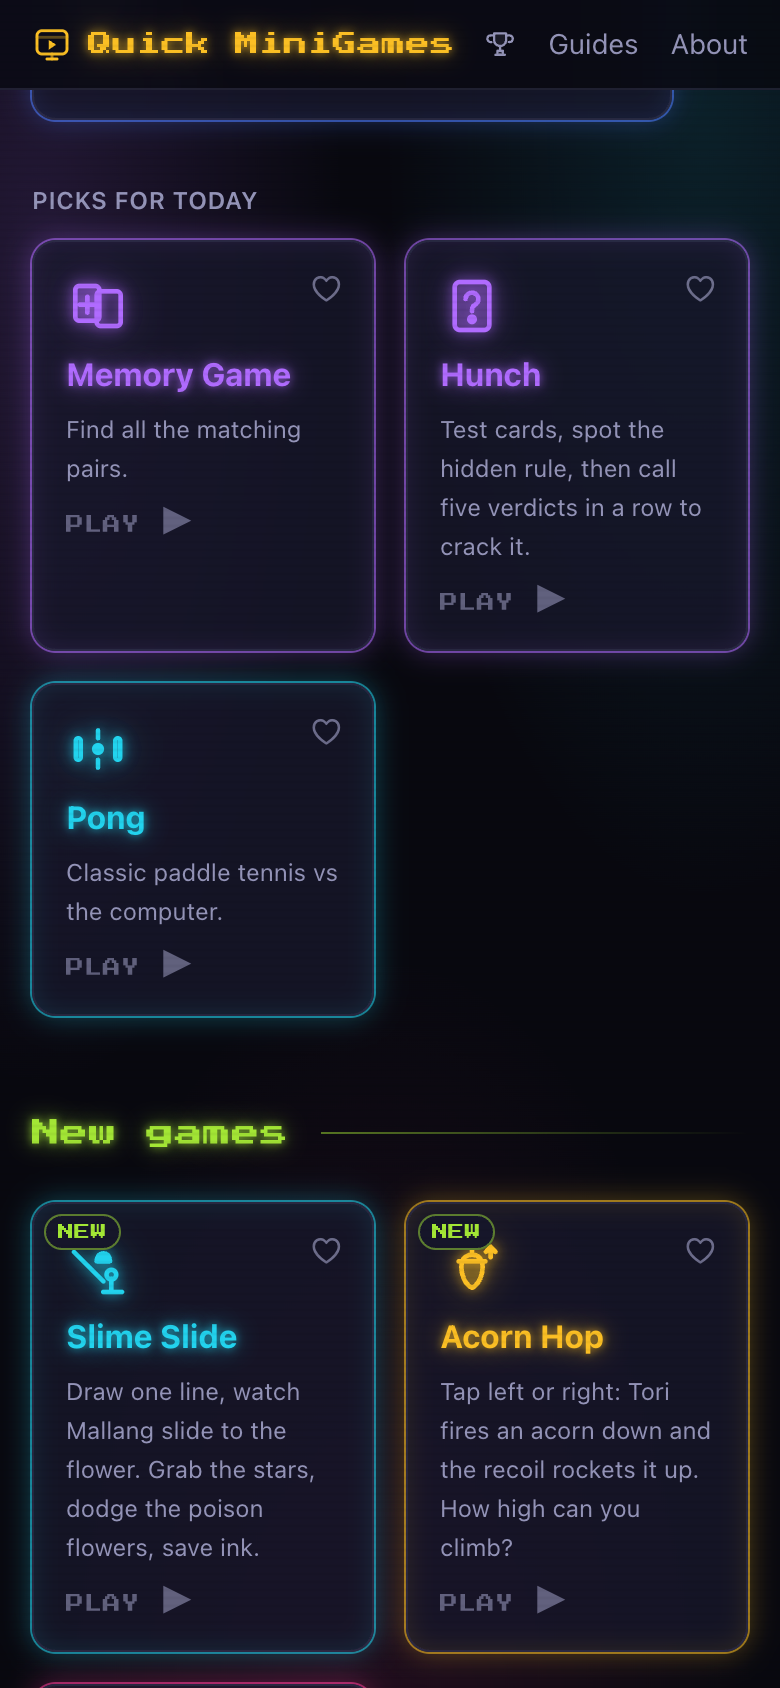 Quick MiniGames
Guides
About
PICKS FOR TODAY
Memory Game
Find all the matching
pairs.
PLAY
Hunch
Test cards, spot the
hidden rule, then call
five verdicts in a row to
crack it.
PLAY
Pong
Classic paddle tennis vs
the computer.
PLAY
New games
NEW
Slime Slide
Draw one line, watch
Mallang slide to the
flower. Grab the stars,
dodge the poison
flowers, save ink.
PLAY
NEW
Acorn Hop
Tap left or right: Tori
fires an acorn down and
the recoil rockets it up.
How high can you
climb?
PLAY